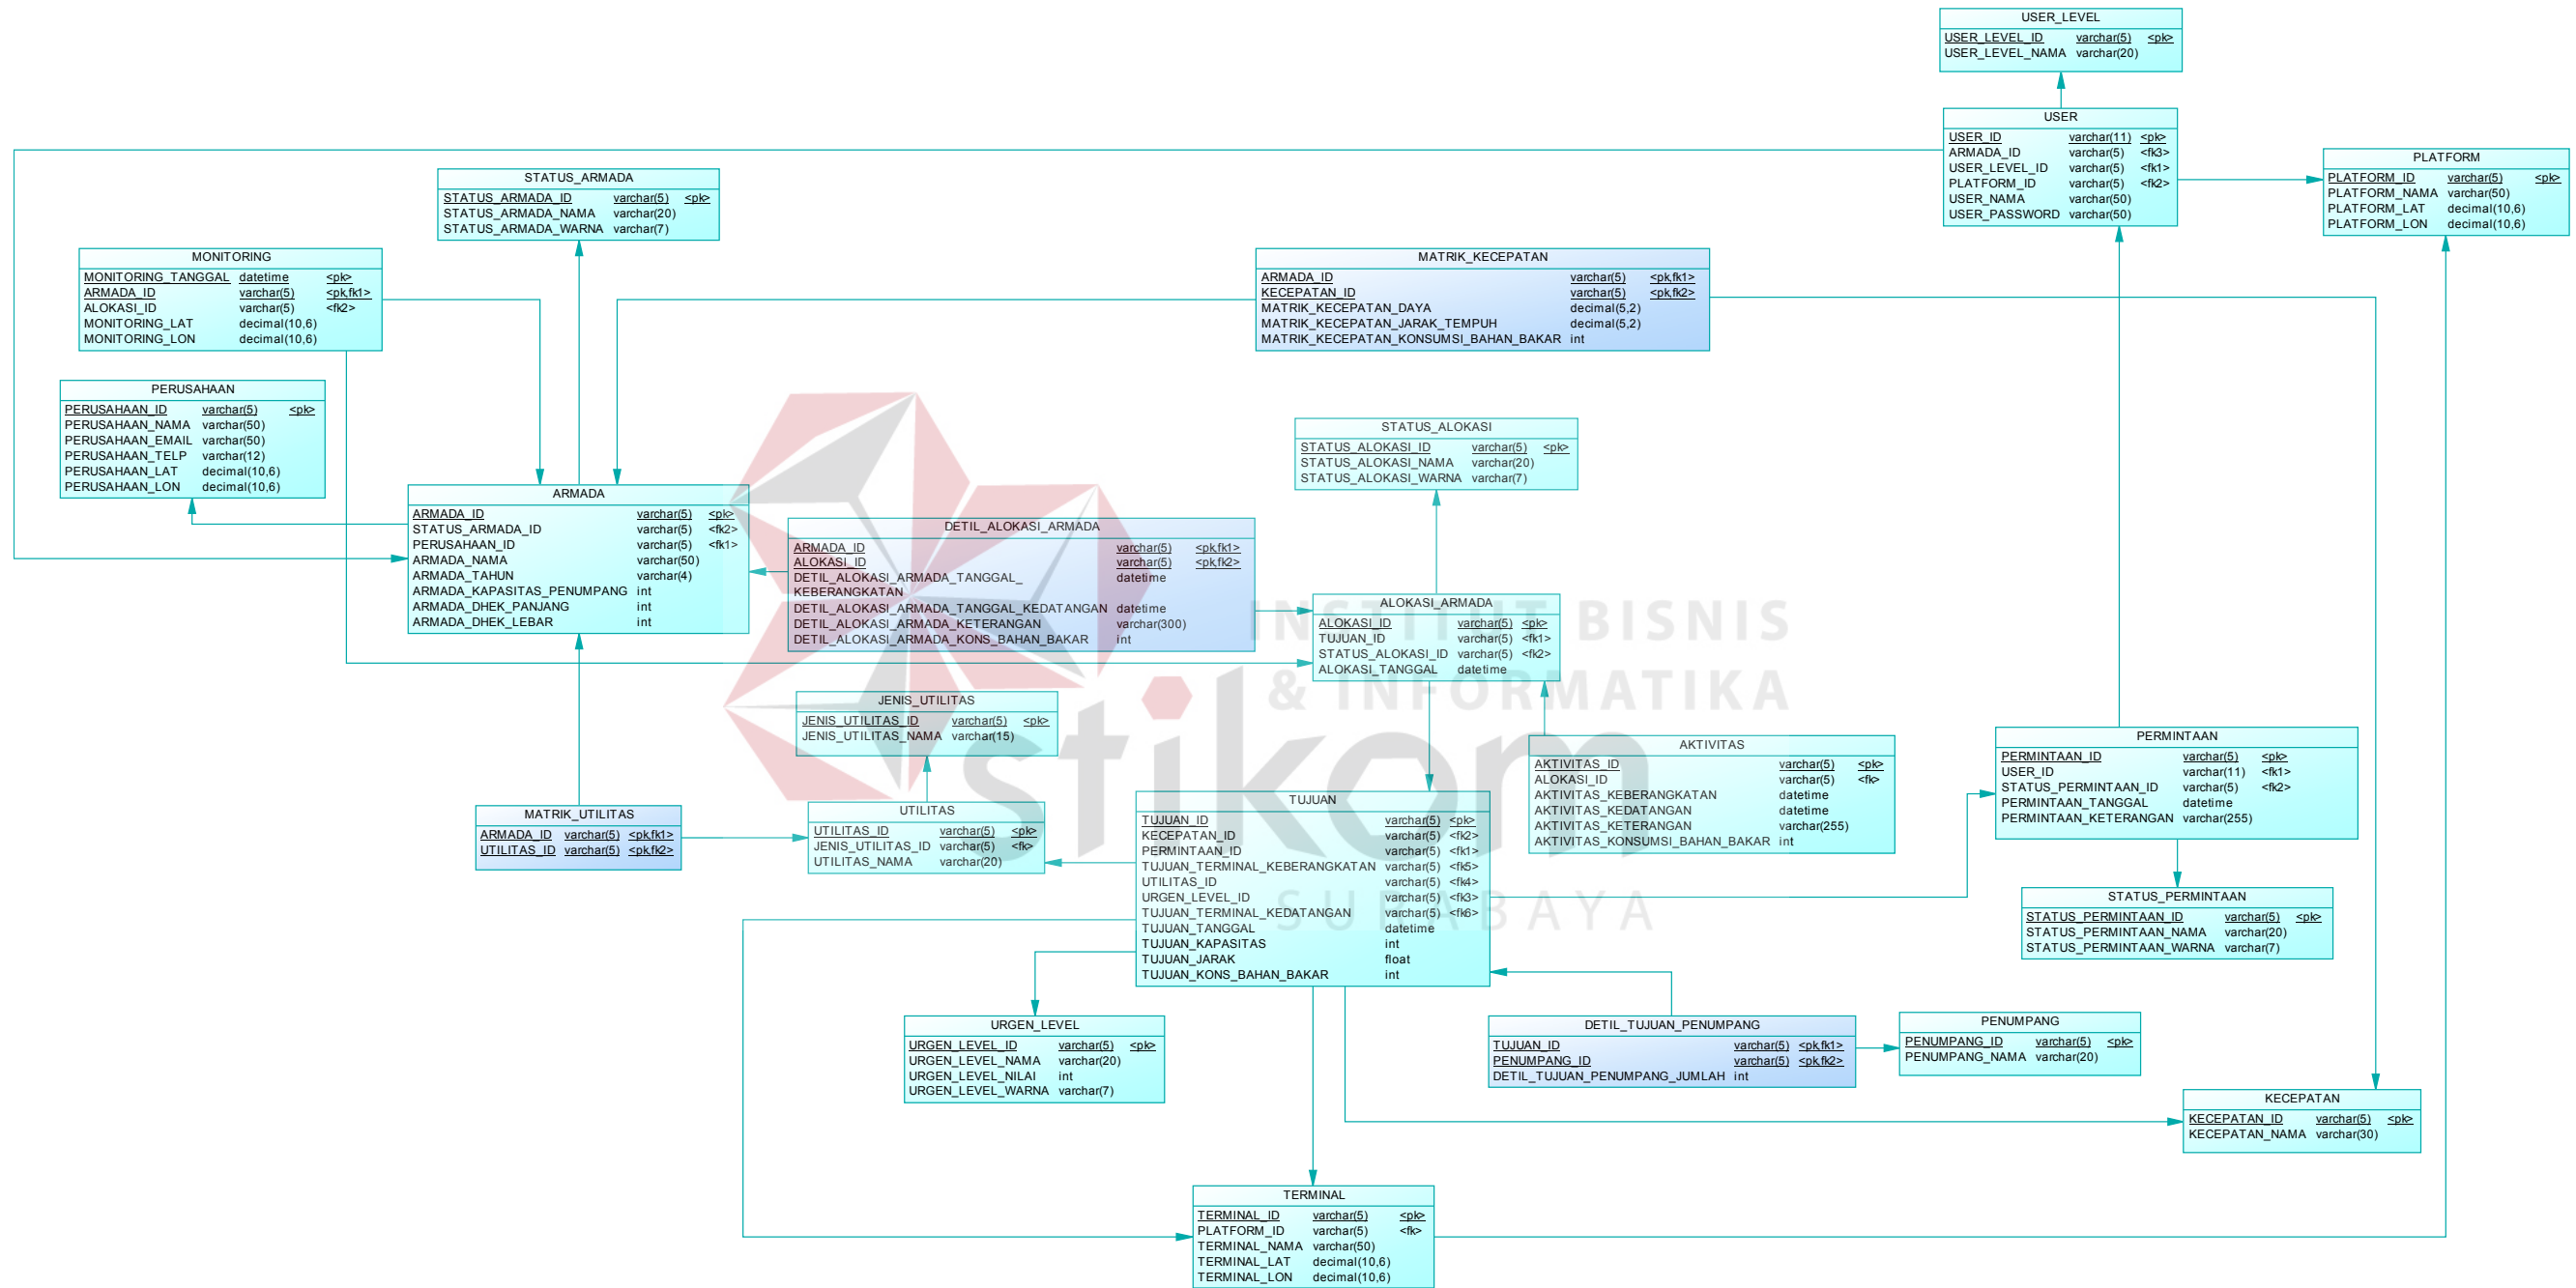 USER_LEVEL
USER_LEVEL_ID varchar(5) <pk>
USER_LEVEL_NAMA varchar(20)
USER
USER_ID varchar(11) <pk>
ARMADA_ID varchar(5) <fk3>
USER_LEVEL_ID varchar(5) <fk1>
PLATFORM_ID varchar(5) <fk2>
USER_NAMA varchar(50)
USER_PASSWORD varchar(50)
PLATFORM
PLATFORM_ID varchar(5) <pk>
PLATFORM_NAMA varchar(50)
PLATFORM_LAT decimal(10,6)
PLATFORM_LON decimal(10,6)
STATUS_ARMADA
STATUS_ARMADA_ID varchar(5) <pk>
STATUS_ARMADA_NAMA varchar(20)
STATUS_ARMADA_WARNA varchar(7)
MONITORING
MONITORING_TANGGAL datetime <pk>
ARMADA_ID varchar(5) <pk,fk1>
ALOKASI_ID varchar(5) <fk2>
MONITORING_LAT decimal(10,6)
MONITORING_LON decimal(10,6)
MATRIK_KECEPATAN
ARMADA_ID varchar(5) <pk,fk1>
KECEPATAN_ID varchar(5) <pk,fk2>
MATRIK_KECEPATAN_DAYA decimal(5,2)
MATRIK_KECEPATAN_JARAK_TEMPUH decimal(5,2)
MATRIK_KECEPATAN_KONSUMSI_BAHAN_BAKAR int
PERUSAHAAN
PERUSAHAAN_ID varchar(5) <pk>
PERUSAHAAN_NAMA varchar(50)
PERUSAHAAN_EMAIL varchar(50)
PERUSAHAAN_TELP varchar(12)
PERUSAHAAN_LAT decimal(10,6)
PERUSAHAAN_LON decimal(10,6)
STATUS_ALOKASI
STATUS_ALOKASI_ID varchar(5) <pk>
STATUS_ALOKASI_NAMA varchar(20)
STATUS_ALOKASI_WARNA varchar(7)
ARMADA
ARMADA_ID varchar(5) <pk>
STATUS_ARMADA_ID varchar(5) <fk2>
PERUSAHAAN_ID varchar(5) <fk1>
ARMADA_NAMA varchar(50)
ARMADA_TAHUN varchar(4)
ARMADA_KAPASITAS_PENUMPANG int
ARMADA_DHEK_PANJANG int
ARMADA_DHEK_LEBAR int
DETIL_ALOKASI_ARMADA
ARMADA_ID varchar(5) <pk,fk1>
ALOKASI_ID varchar(5) <pk,fk2>
DETIL_ALOKASI_ARMADA_TANGGAL_ datetime
KEBERANGKATAN
DETIL_ALOKASI_ARMADA_TANGGAL_KEDATANGAN datetime
DETIL_ALOKASI_ARMADA_KETERANGAN varchar(300)
DETIL_ALOKASI_ARMADA_KONS_BAHAN_BAKAR int
ALOKASI_ARMADA
ALOKASI_ID varchar(5) <pk>
TUJUAN_ID varchar(5) <fk1>
STATUS_ALOKASI_ID varchar(5) <fk2>
ALOKASI_TANGGAL datetime
INSTITUT BISNIS
& INFORMATIKA
stikom
SURABAYA
JENIS_UTILITAS
JENIS_UTILITAS_ID varchar(5) <pk>
JENIS_UTILITAS_NAMA varchar(15)
AKTIVITAS
AKTIVITAS_ID varchar(5) <pk>
ALOKASI_ID varchar(5) <fk>
AKTIVITAS_KEBERANGKATAN datetime
AKTIVITAS_KEDATANGAN datetime
AKTIVITAS_KETERANGAN varchar(255)
AKTIVITAS_KONSUMSI_BAHAN_BAKAR int
PERMINTAAN
PERMINTAAN_ID varchar(5) <pk>
USER_ID varchar(11) <fk1>
STATUS_PERMINTAAN_ID varchar(5) <fk2>
PERMINTAAN_TANGGAL datetime
PERMINTAAN_KETERANGAN varchar(255)
MATRIK_UTILITAS
ARMADA_ID varchar(5) <pk,fk1>
UTILITAS_ID varchar(5) <pk,fk2>
UTILITAS
UTILITAS_ID varchar(5) <pk>
JENIS_UTILITAS_ID varchar(5) <fk>
UTILITAS_NAMA varchar(20)
TUJUAN
TUJUAN_ID varchar(5) <pk>
KECEPATAN_ID varchar(5) <fk2>
PERMINTAAN_ID varchar(5) <fk1>
TUJUAN_TERMINAL_KEBERANGKATAN varchar(5) <fk5>
UTILITAS_ID varchar(5) <fk4>
URGEN_LEVEL_ID varchar(5) <fk3>
TUJUAN_TERMINAL_KEDATANGAN varchar(5) <fk6>
TUJUAN_TANGGAL datetime
TUJUAN_KAPASITAS int
TUJUAN_JARAK float
TUJUAN_KONS_BAHAN_BAKAR int
STATUS_PERMINTAAN
STATUS_PERMINTAAN_ID varchar(5) <pk>
STATUS_PERMINTAAN_NAMA varchar(20)
STATUS_PERMINTAAN_WARNA varchar(7)
URGEN_LEVEL
URGEN_LEVEL_ID varchar(5) <pk>
URGEN_LEVEL_NAMA varchar(20)
URGEN_LEVEL_NILAI int
URGEN_LEVEL_WARNA varchar(7)
DETIL_TUJUAN_PENUMPANG
TUJUAN_ID varchar(5) <pk,fk1>
PENUMPANG_ID varchar(5) <pk,fk2>
DETIL_TUJUAN_PENUMPANG_JUMLAH int
PENUMPANG
PENUMPANG_ID varchar(5) <pk>
PENUMPANG_NAMA varchar(20)
KECEPATAN
KECEPATAN_ID varchar(5) <pk>
KECEPATAN_NAMA varchar(30)
TERMINAL
TERMINAL_ID varchar(5) <pk>
PLATFORM_ID varchar(5) <fk>
TERMINAL_NAMA varchar(50)
TERMINAL_LAT decimal(10,6)
TERMINAL_LON decimal(10,6)